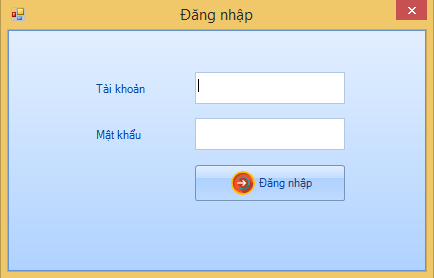 Đăng nhập
Tài khoản
Mật khẩu
Đăng nhập